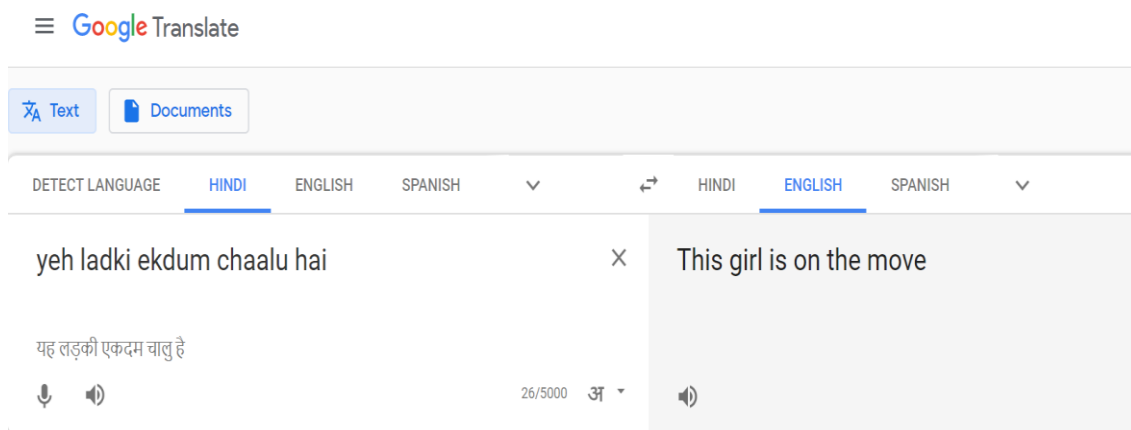 Google Translate
Text Documents
DETECT LANGUAGE HINDI ENGLISH SPANISH HINDI ENGLISH SPANISH
yeh ladki ekdum chaalu hai
This girl is on the move
यह लड़की एकदम चालु है
26/5000 अ